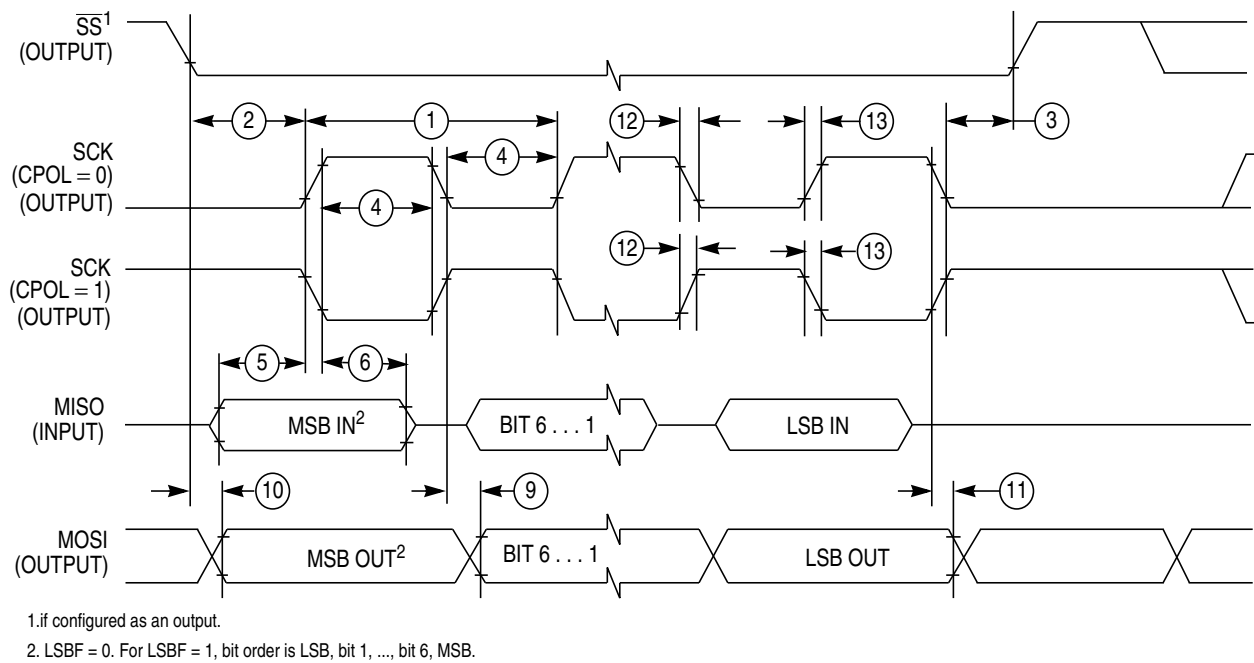 SS1
(OUTPUT)
2
1
12
13
3
SCK
(CPOL = 0)
(OUTPUT)
4
4
12
13
SCK
(CPOL = 1)
(OUTPUT)
5
6
MISO
(INPUT)
MSB IN2
BIT 6 . . . 1
LSB IN
10
9
11
MOSI
(OUTPUT)
MSB OUT2
BIT 6 . . . 1
LSB OUT
1.if configured as an output.
2. LSBF = 0. For LSBF = 1, bit order is LSB, bit 1, ..., bit 6, MSB.